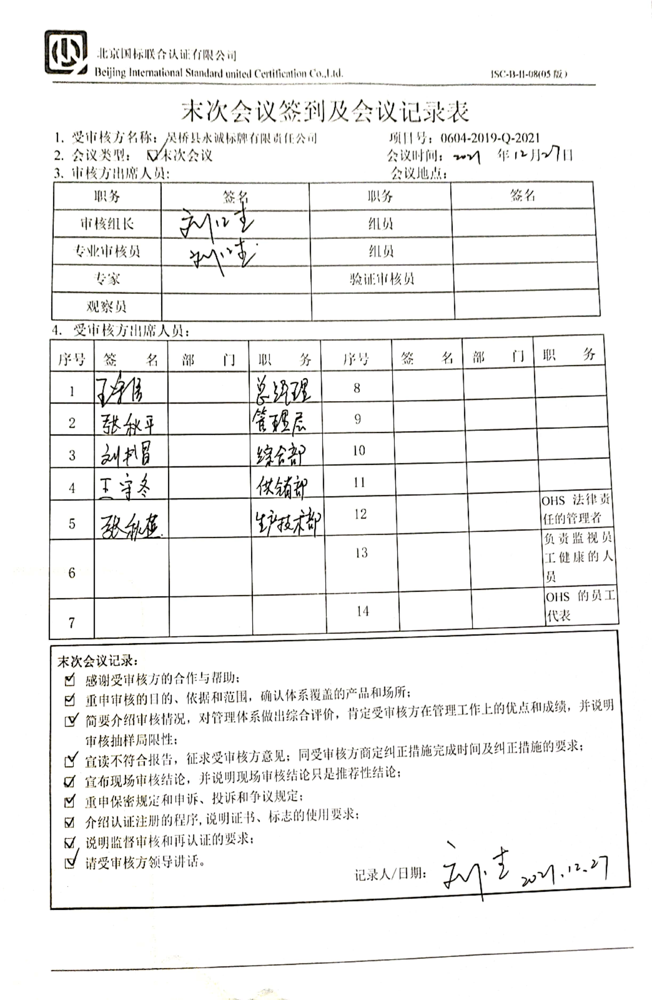 北京国标联合认证有限公司
Beijing International Standard united Certification Co.,Ltd.
ISC-B-II-08(05版)
末次会议签到及会议记录表
1. 受审核方名称：吴桥县永诚标牌有限责任公司 项目号：0604-2019-Q-2021
2. 会议类型： ☑末次会议 会议时间：2021 年12月27日
3. 审核方出席人员: 会议地点：
职务 签名 职务 签名
审核组长 刘 组员
专业审核员 刘 组员
专家 验证审核员
观察员
4. 受审核方出席人员：
序号 签 名 部 门 职 务 序号 签 名 部 门 职 务
1 王 总经理 8
2 张秋平 管理层 9
3 刘 综合部 10
4 王守冬 供销部 11
5 张秋 生产技术部 12 OHS 法律责
任的管理者
6 13 负责监视员
工健康的人
员
7 14 OHS 的员工
代表
末次会议记录：
☑ 感谢受审核方的合作与帮助；
☑ 重申审核的目的、依据和范围，确认体系覆盖的产品和场所；
☑ 简要介绍审核情况，对管理体系做出综合评价，肯定受审核方在管理工作上的优点和成绩，并说明
审核抽样局限性；
☑ 宣读不符合报告，征求受审核方意见；同受审核方商定纠正措施完成时间及纠正措施的要求；
☑ 宣布现场审核结论，并说明现场审核结论只是推荐性结论；
☑ 重申保密规定和申诉、投诉和争议规定；
☑ 介绍认证注册的程序,说明证书、标志的使用要求；
☑ 说明监督审核和再认证的要求；
☑ 请受审核方领导讲话。
记录人/日期： 刘 2021.12.27